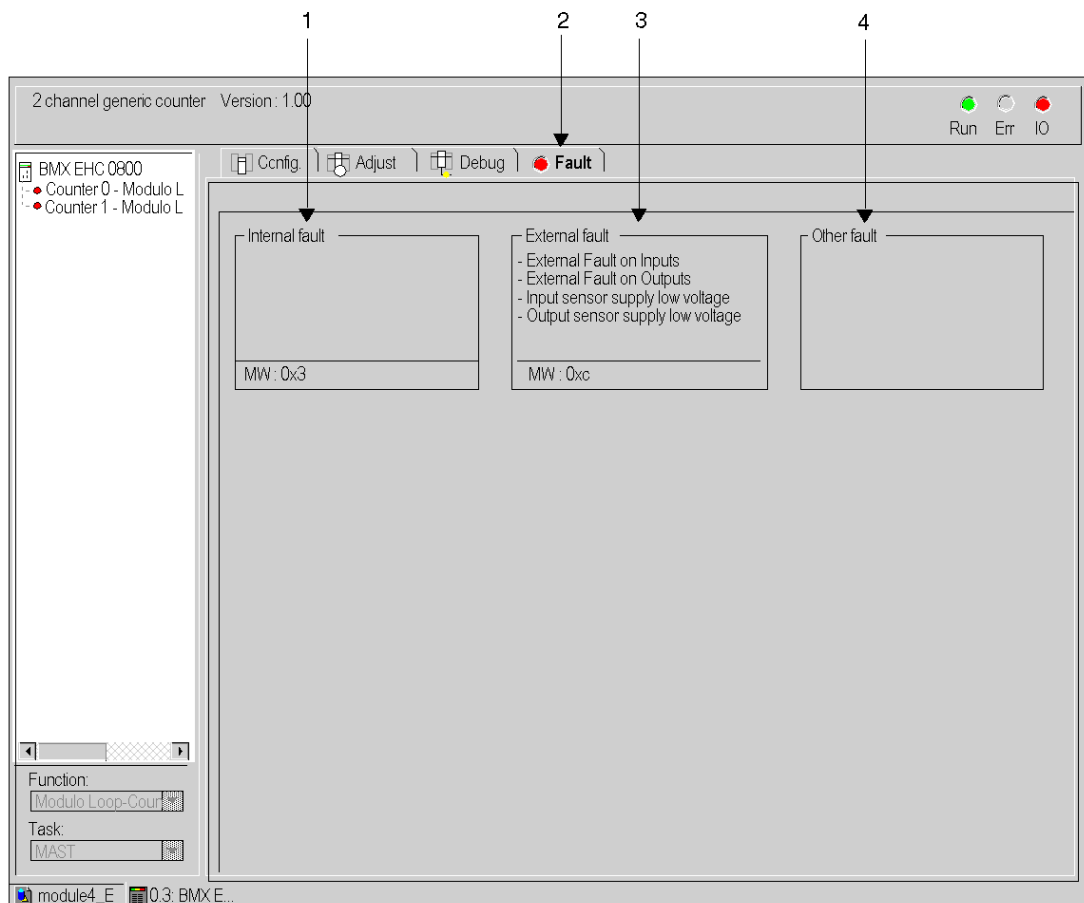 1 2 3 4
2 channel generic counter Version : 1.00
Run Err IO
BMX EHC 0800
Counter 0 - Modulo L
Counter 1 - Modulo L
Ccnfig. Adjust Debug Fault
Internal fault
MW : 0x3
External fault
- External Fault on Inputs
- External Fault on Outputs
- Input sensor supply low voltage
- Output sensor supply low voltage
MW : 0xc
Other fault
Function:
Modulo Loop-Cour
Task:
MAST
module4_E 0.3: BMX E...